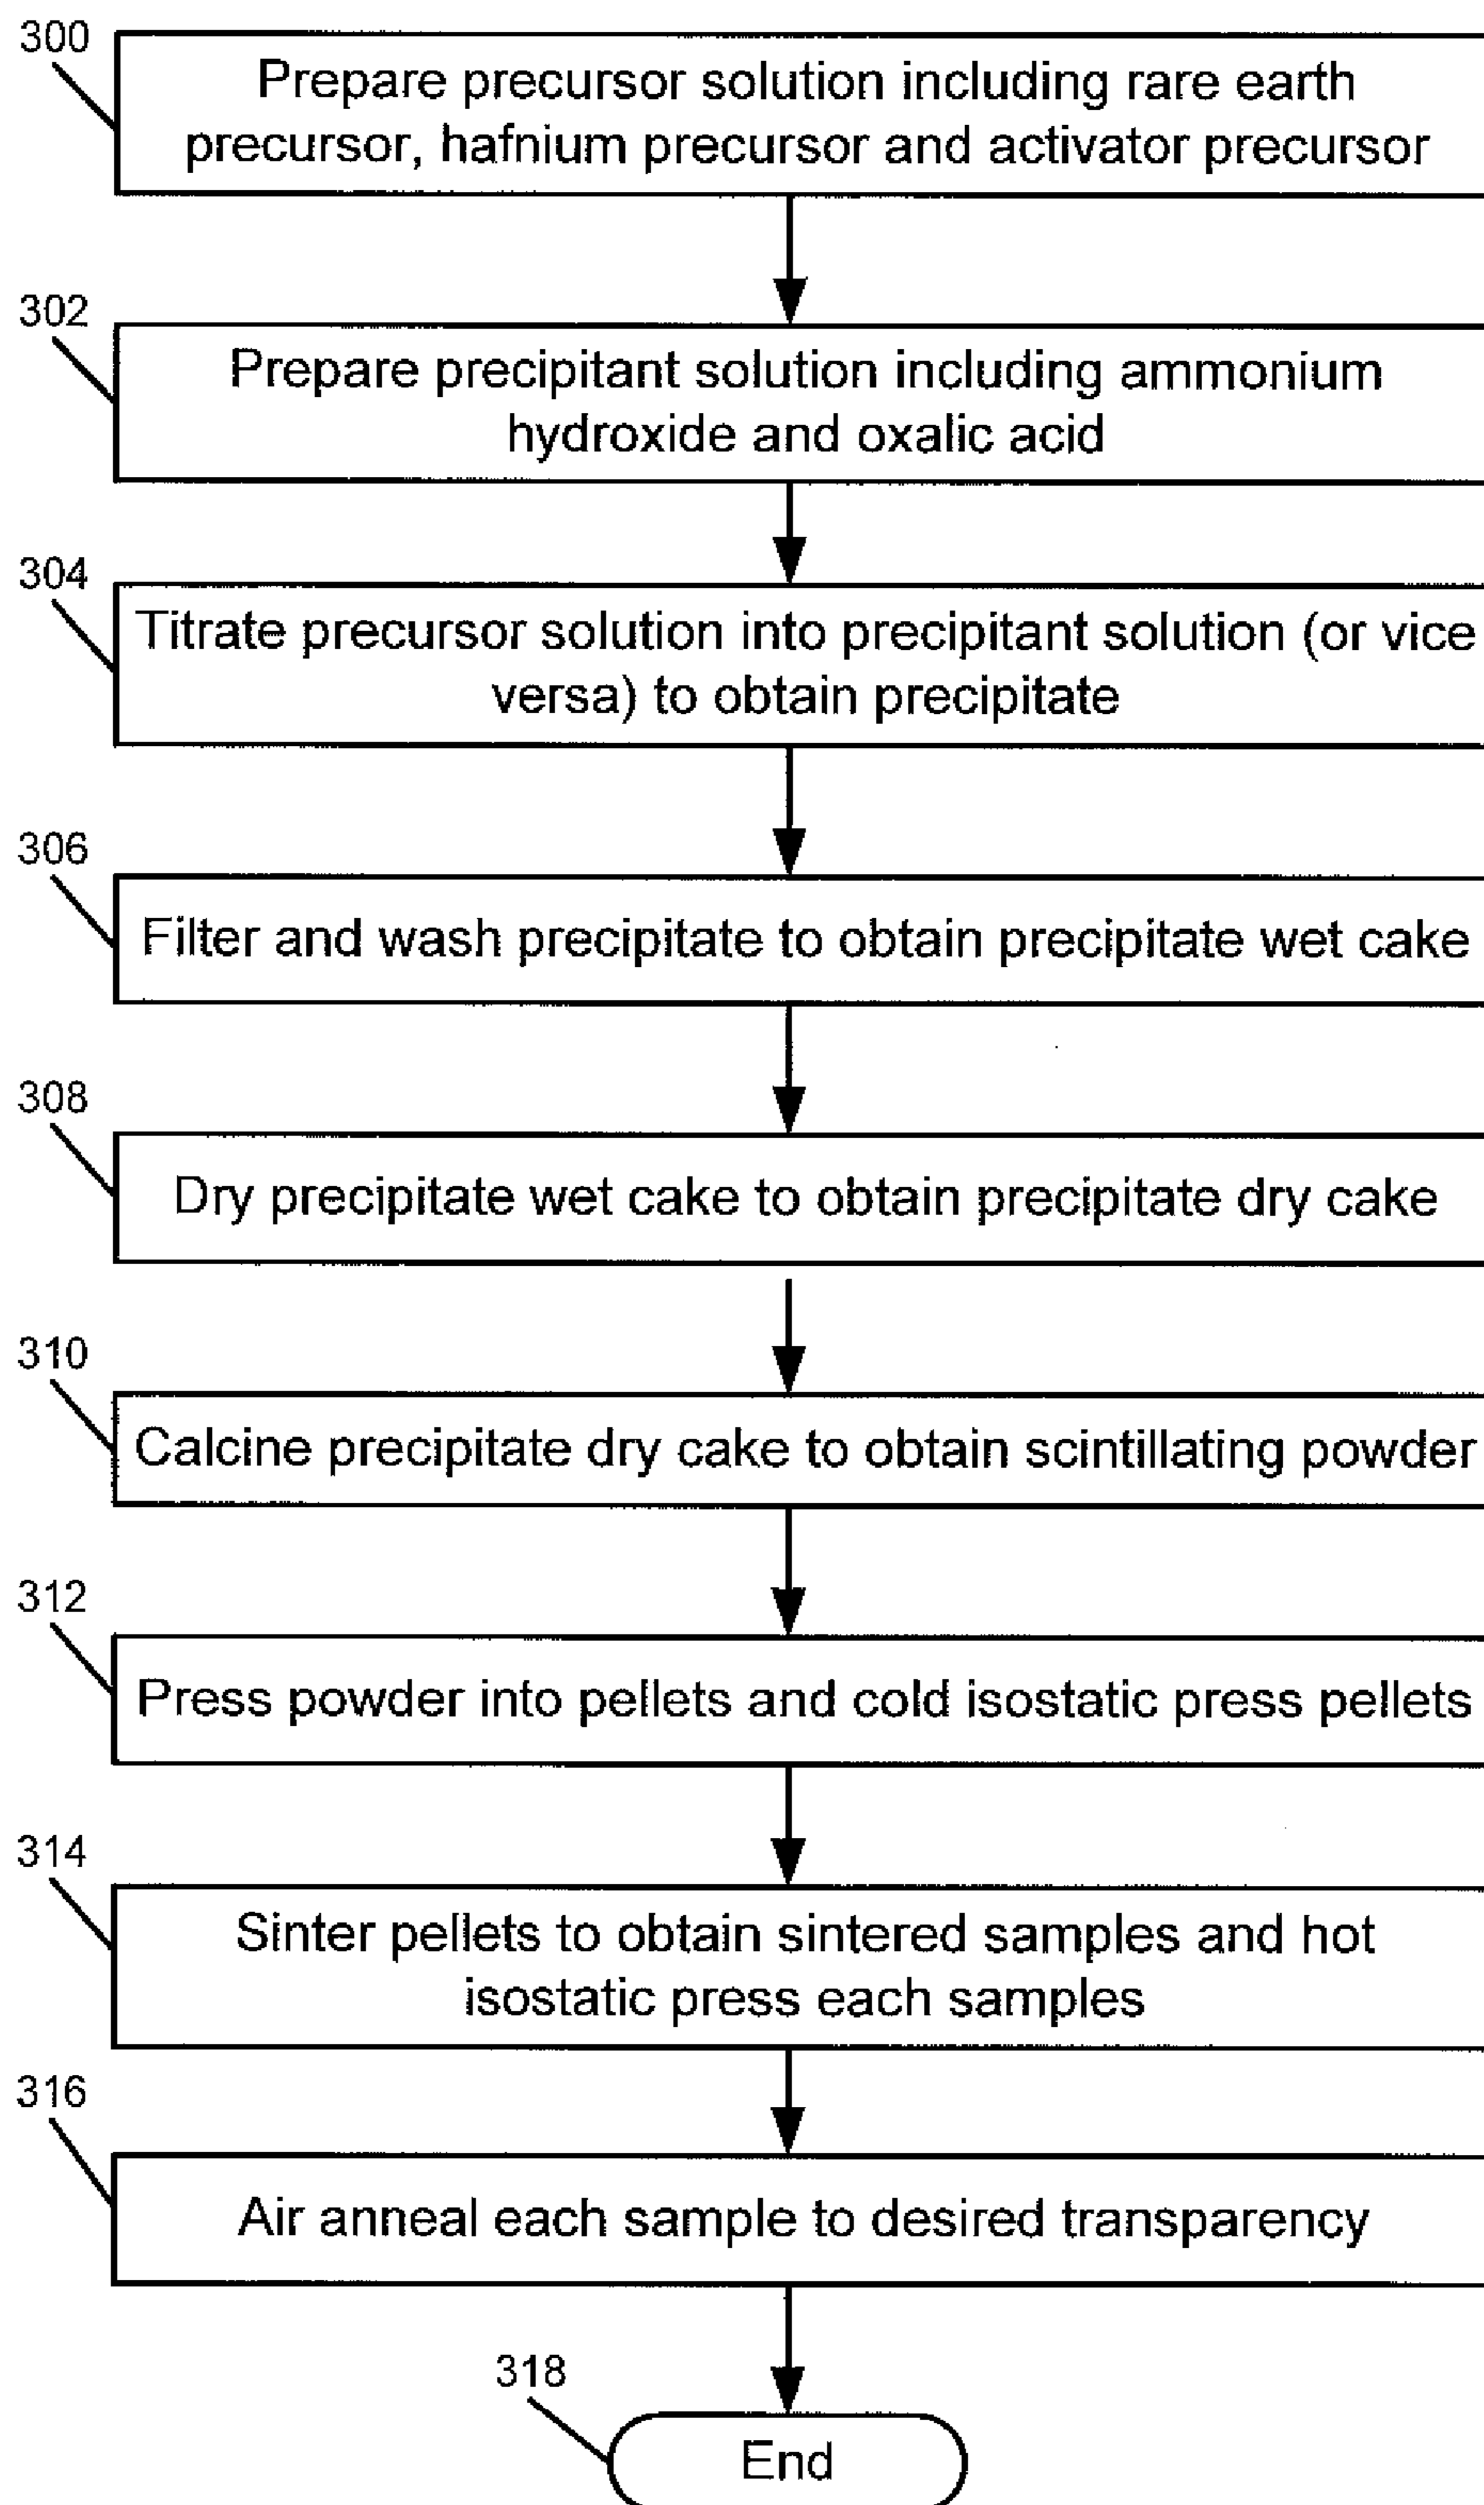 300
Prepare precursor solution including rare earth
precursor, hafnium precursor and activator precursor
302
Prepare precipitant solution including ammonium
hydroxide and oxalic acid
304
Titrate precursor solution into precipitant solution (or vice
versa) to obtain precipitate
306
Filter and wash precipitate to obtain precipitate wet cake
308
Dry precipitate wet cake to obtain precipitate dry cake
310
Calcine precipitate dry cake to obtain scintillating powder
312
Press powder into pellets and cold isostatic press pellets
314
Sinter pellets to obtain sintered samples and hot
isostatic press each samples
316
Air anneal each sample to desired transparency
318
End